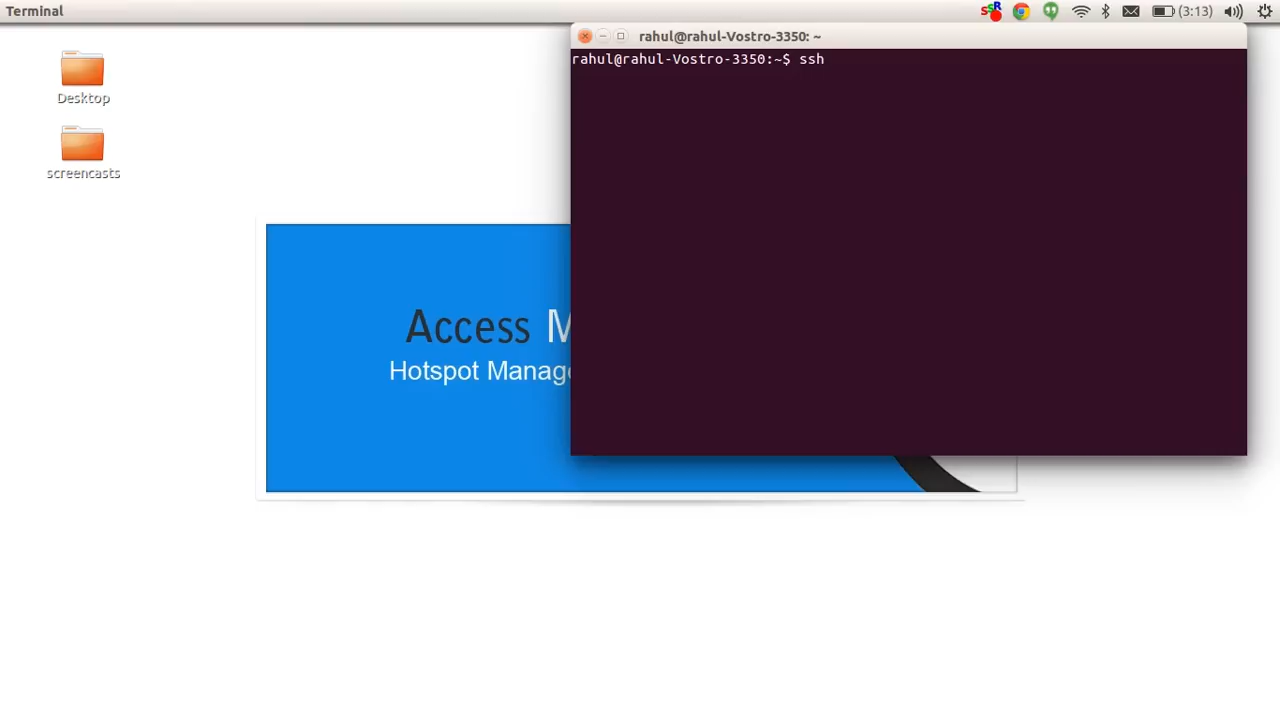 Terminal
(3:13)
rahul@rahul-Vostro-3350: ~
rahul@rahul-Vostro-3350:~$ ssh
Desktop
screencasts
Access M
Hotspot Manag